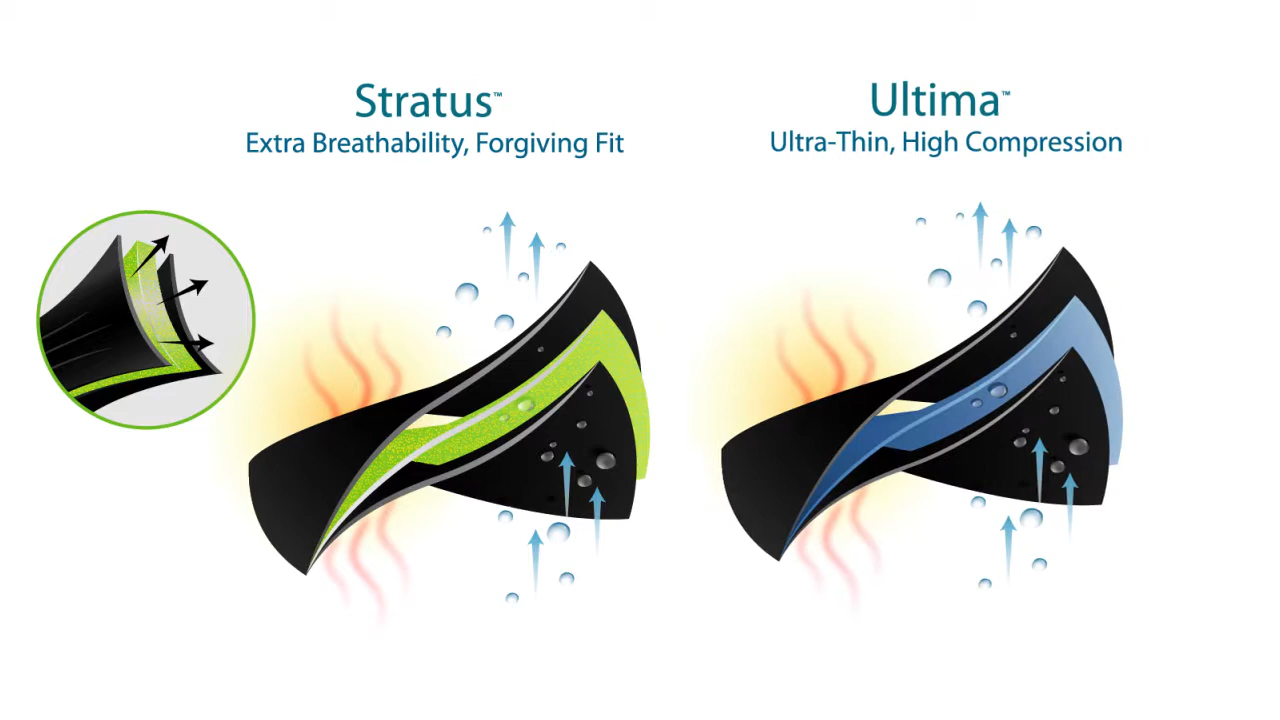 Stratus™
Extra Breathability, Forgiving Fit
Ultima™
Ultra-Thin, High Compression